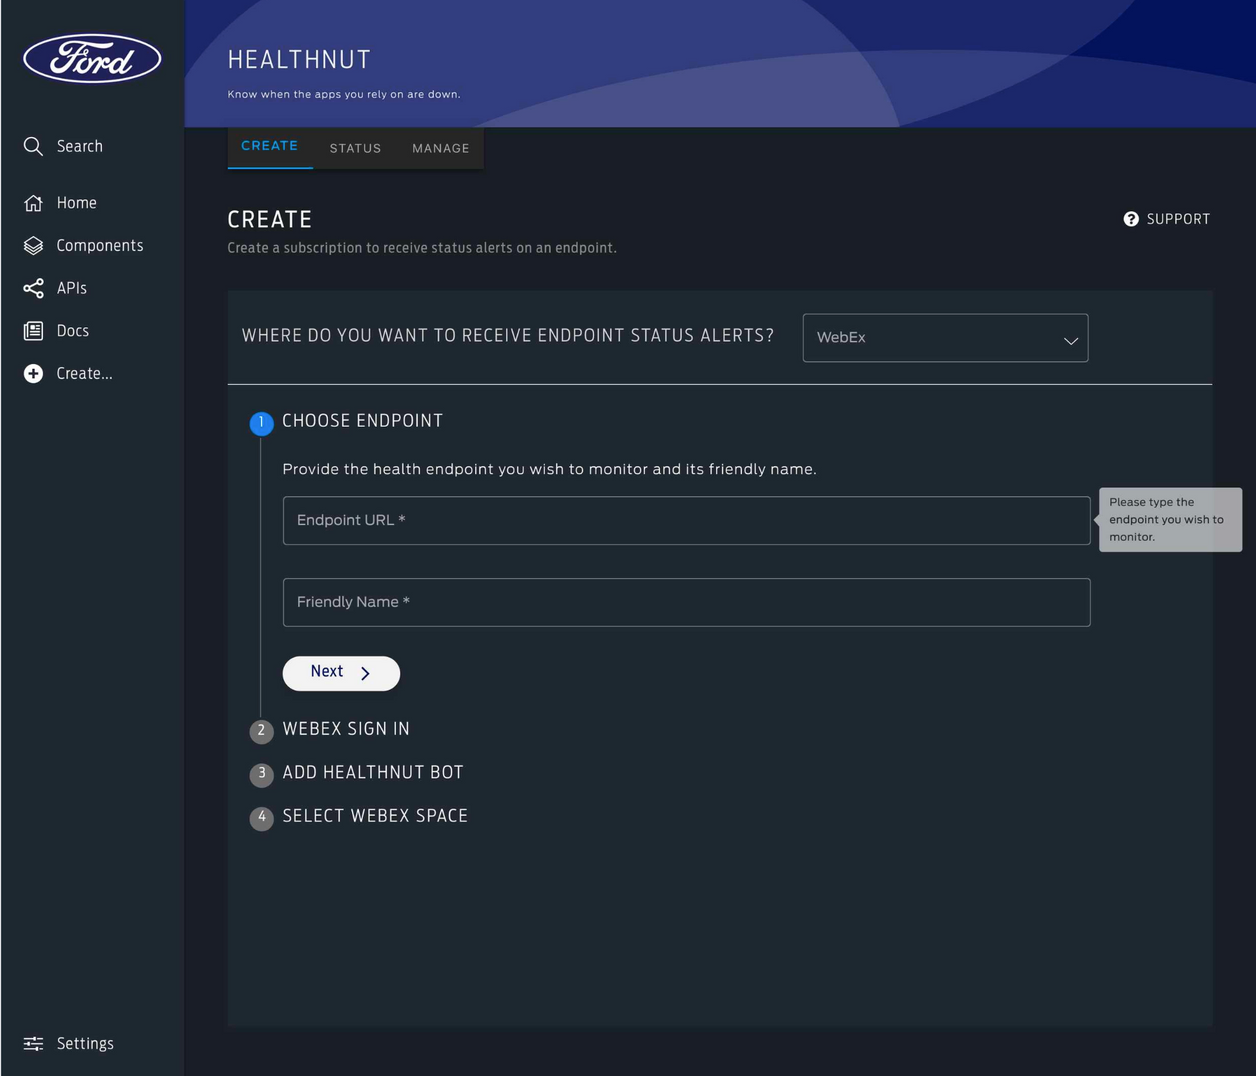 Ford
Search
Home
Components
APIs
Docs
Create...
Settings
HEALTHNUT
Know when the apps you rely on are down.
CREATE
STATUS
MANAGE
CREATE
SUPPORT
Create a subscription to receive status alerts on an endpoint.
WHERE DO YOU WANT TO RECEIVE ENDPOINT STATUS ALERTS?
WebEx
1 CHOOSE ENDPOINT
Provide the health endpoint you wish to monitor and its friendly name.
Endpoint URL *
Please type the
endpoint you wish to
monitor.
Friendly Name *
Next
2 WEBEX SIGN IN
3 ADD HEALTHNUT BOT
4 SELECT WEBEX SPACE